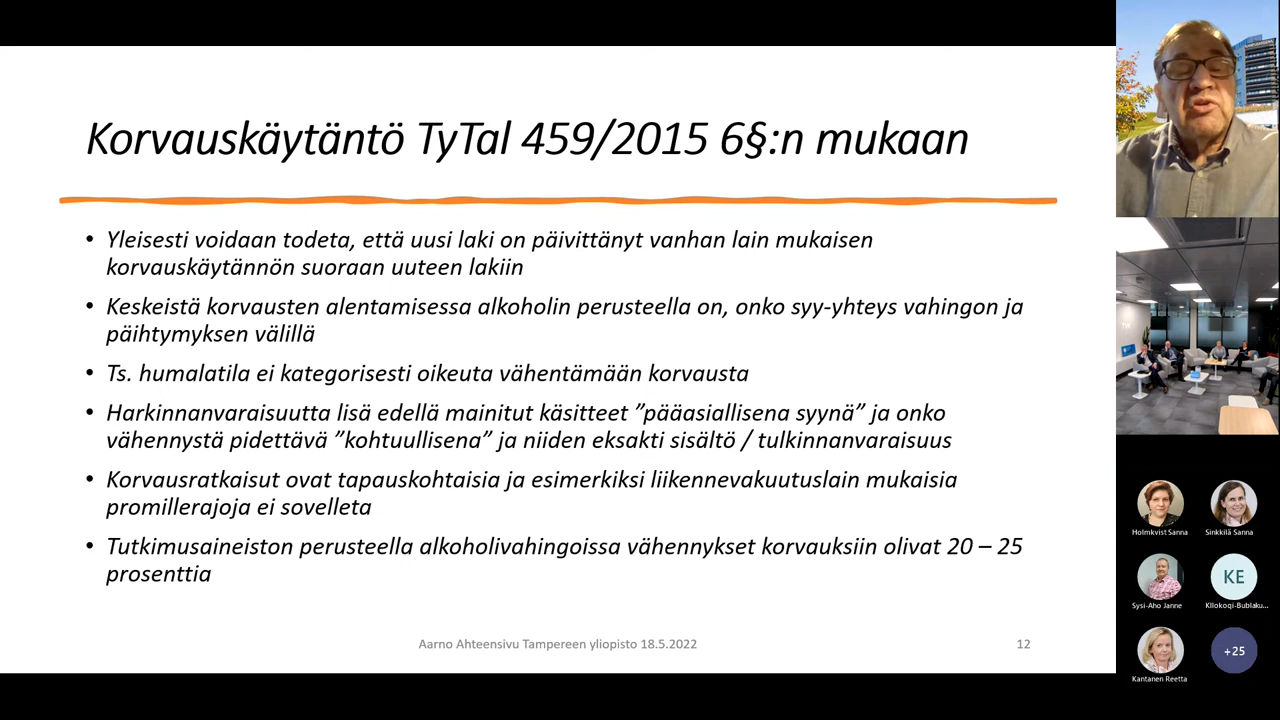 Korvauskäytäntö TyTal 459/2015 6§:n mukaan
• Yleisesti voidaan todeta, että uusi laki on päivittänyt vanhan lain mukaisen
korvauskäytännön suoraan uuteen lakiin
• Keskeistä korvausten alentamisessa alkoholin perusteella on, onko syy-yhteys vahingon ja
päihtymyksen välillä
• Ts. humalatila ei kategorisesti oikeuta vähentämään korvausta
• Harkinnanvaraisuutta lisä edellä mainitut käsitteet ”pääasiallisena syynä” ja onko
vähennystä pidettävä ”kohtuullisena” ja niiden eksakti sisältö / tulkinnanvaraisuus
• Korvausratkaisut ovat tapauskohtaisia ja esimerkiksi liikennevakuutuslain mukaisia
promillerajoja ei sovelleta
• Tutkimusaineiston perusteella alkoholivahingoissa vähennykset korvauksiin olivat 20 – 25
prosenttia
Aarno Ahteensivu Tampereen yliopisto 18.5.2022
12
Holmkvist Sanna
Sinkkilä Sanna
KE
Sysi-Aho Janne
Kantanen Reetta
+25